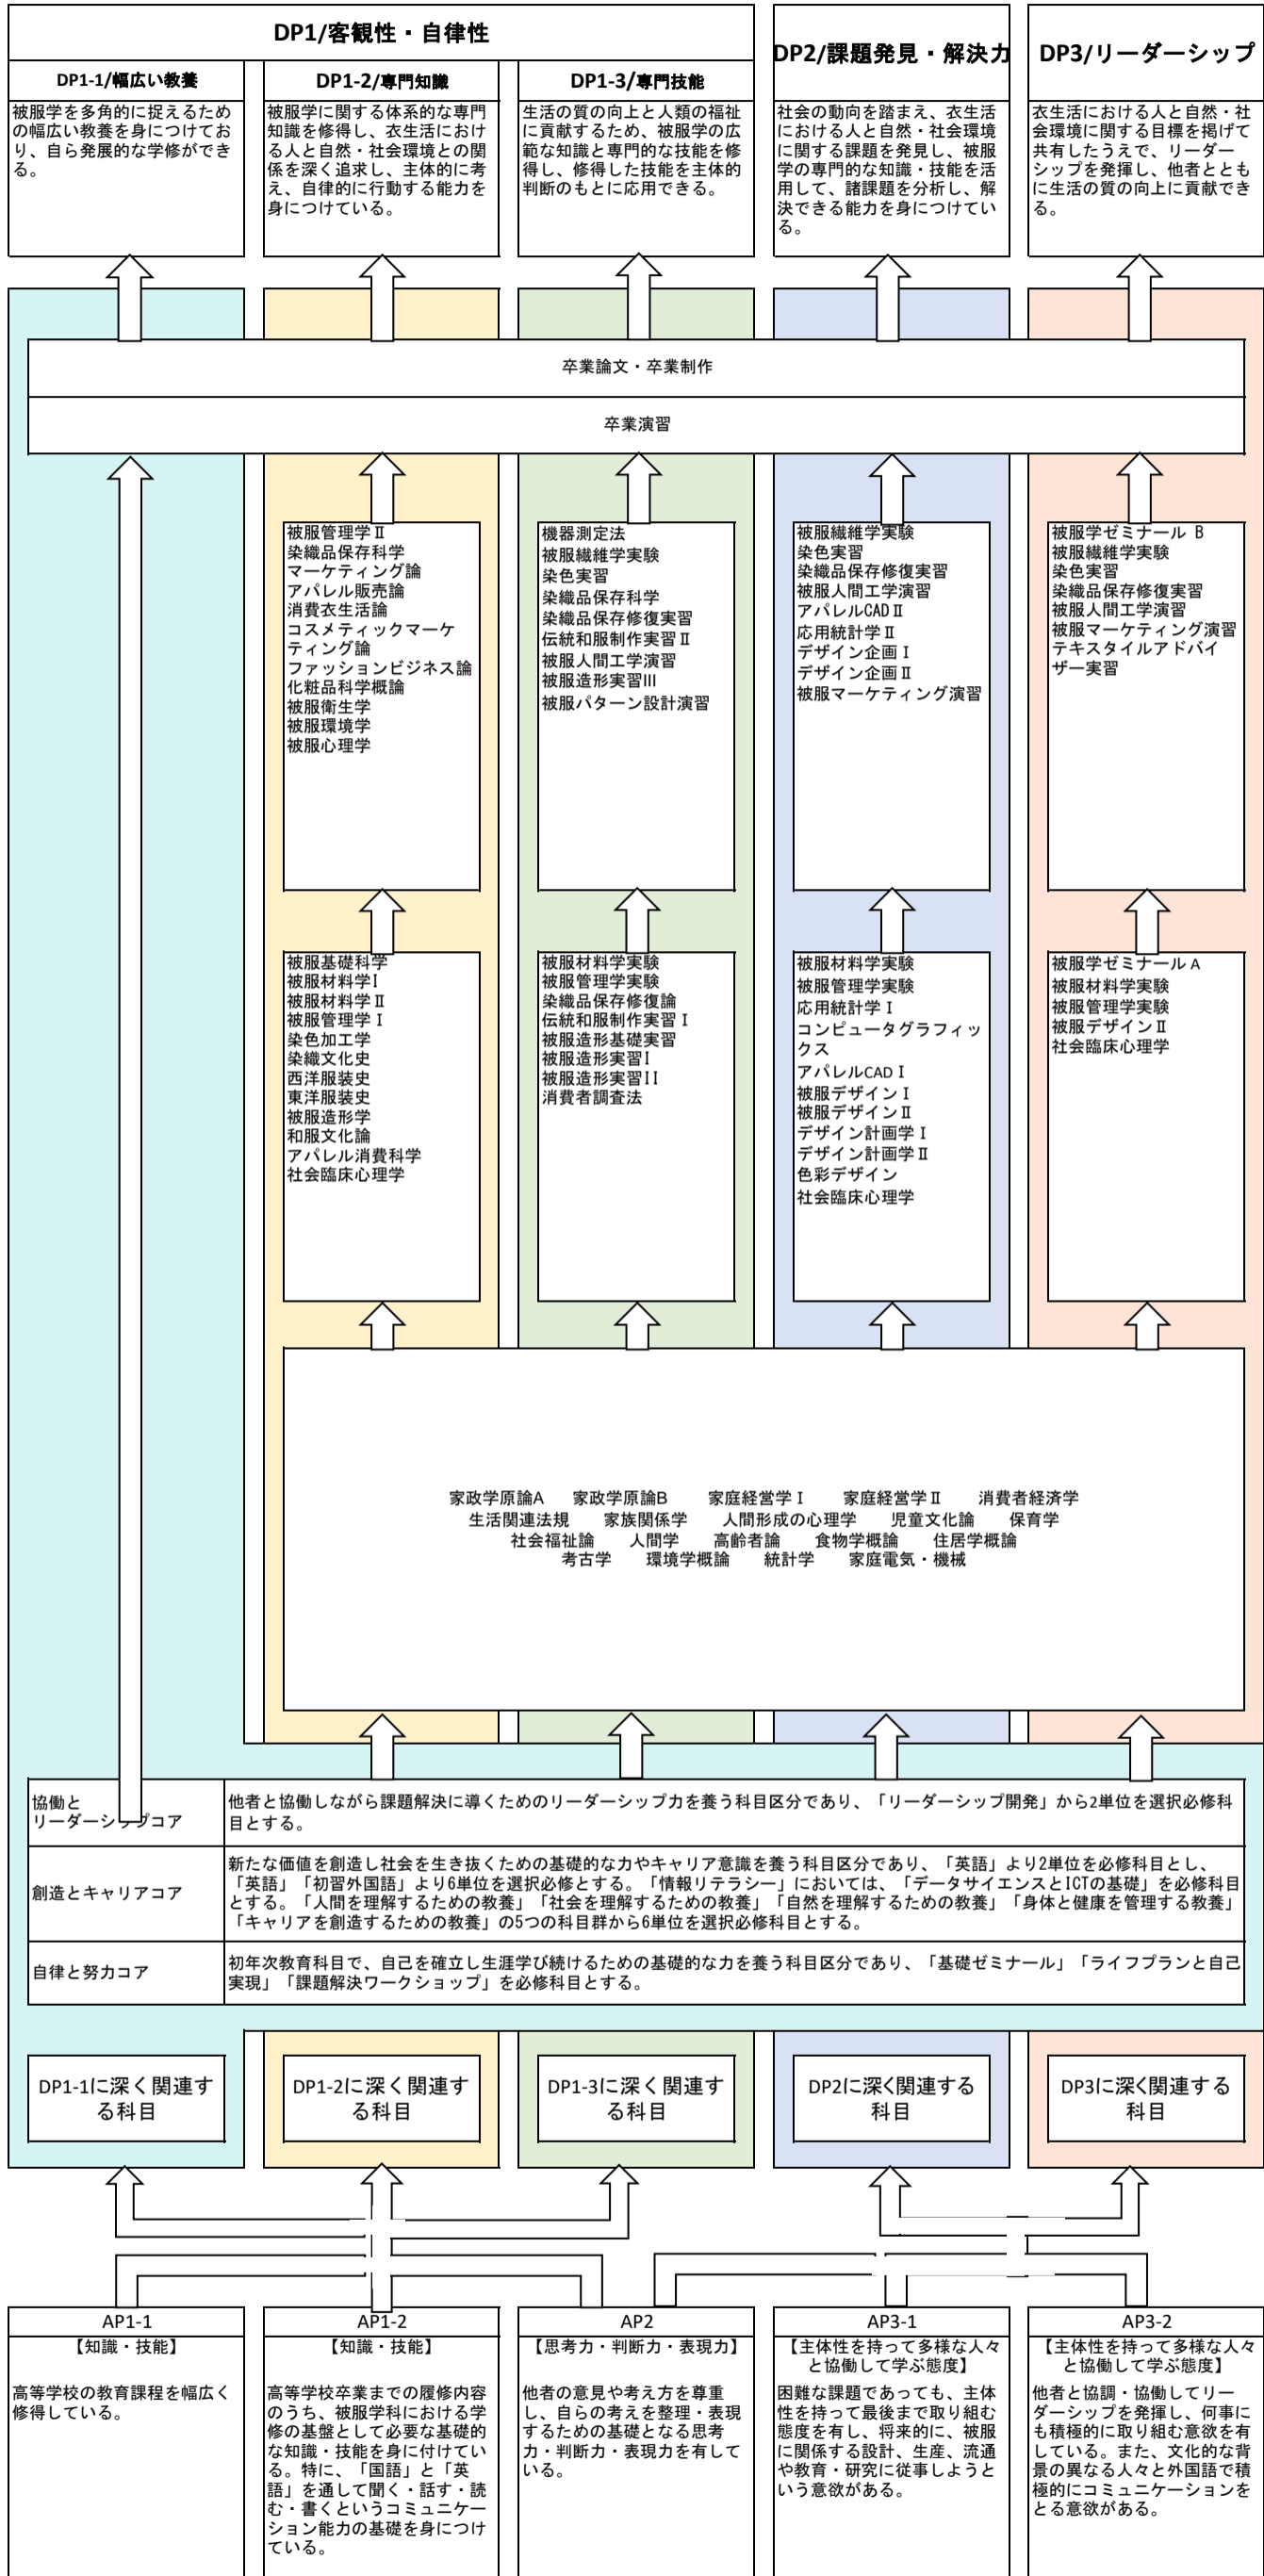 DP1/客観性・自律性
DP2/課題発見・解決力
DP3/リーダーシップ
DP1-1/幅広い教養
DP1-2/専門知識
DP1-3/専門技能
被服学を多角的に捉えるため
の幅広い教養を身につけてお
り、自ら発展的な学修ができ
る。
被服学に関する体系的な専門
知識を修得し、衣生活におけ
る人と自然・社会環境との関
係を深く追求し、主体的に考
え、自律的に行動する能力を
身につけている。
生活の質の向上と人類の福祉
に貢献するため、被服学の広
範な知識と専門的な技能を修
得し、修得した技能を主体的
判断のもとに応用できる。
社会の動向を踏まえ、衣生活
における人と自然・社会環境
に関する課題を発見し、被服
学の専門的な知識・技能を活
用して、諸課題を分析し、解
決できる能力を身につけてい
る。
衣生活における人と自然・社
会環境に関する目標を掲げて
共有したうえで、リーダー
シップを発揮し、他者ととも
に生活の質の向上に貢献でき
る。
卒業論文・卒業制作
卒業演習
被服管理学Ⅱ
染織品保存科学
マーケティング論
アパレル販売論
消費衣生活論
コスメティックマーケ
ティング論
ファッションビジネス論
化粧品科学概論
被服衛生学
被服環境学
被服心理学
機器測定法
被服繊維学実験
染色実習
染織品保存科学
染織品保存修復実習
伝統和服制作実習Ⅱ
被服人間工学演習
被服造形実習III
被服パターン設計演習
被服繊維学実験
染色実習
染織品保存修復実習
被服人間工学演習
アパレルCADⅡ
応用統計学Ⅱ
デザイン企画Ⅰ
デザイン企画Ⅱ
被服マーケティング演習
被服学ゼミナール B
被服繊維学実験
染色実習
染織品保存修復実習
被服人間工学演習
被服マーケティング演習
テキスタイルアドバイ
ザー実習
被服基礎科学
被服材料学I
被服材料学Ⅱ
被服管理学Ⅰ
染色加工学
染織文化史
西洋服装史
東洋服装史
被服造形学
和服文化論
アパレル消費科学
社会臨床心理学
被服材料学実験
被服管理学実験
染織品保存修復論
伝統和服制作実習Ⅰ
被服造形基礎実習
被服造形実習I
被服造形実習II
消費者調査法
被服材料学実験
被服管理学実験
応用統計学Ⅰ
コンピュータグラフィッ
クス
アパレルCADⅠ
被服デザインⅠ
被服デザインⅡ
デザイン計画学Ⅰ
デザイン計画学Ⅱ
色彩デザイン
社会臨床心理学
被服学ゼミナール A
被服材料学実験
被服管理学実験
被服デザインⅡ
社会臨床心理学
家政学原論A　家政学原論B　家庭経営学Ⅰ　家庭経営学Ⅱ　消費者経済学
生活関連法規　家族関係学　人間形成の心理学　児童文化論　保育学
社会福祉論　人間学　高齢者論　食物学概論　住居学概論
考古学　環境学概論　統計学　家庭電気・機械
協働と
リーダーシップコア
他者と協働しながら課題解決に導くためのリーダーシップ力を養う科目区分であり、「リーダーシップ開発」から2単位を選択必修科
目とする。
創造とキャリアコア
新たな価値を創造し社会を生き抜くための基礎的な力やキャリア意識を養う科目区分であり、「英語」より2単位を必修科目とし、
「英語」「初習外国語」より6単位を選択必修とする。「情報リテラシー」においては、「データサイエンスとICTの基礎」を必修科目
とする。「人間を理解するための教養」「社会を理解するための教養」「自然を理解するための教養」「身体と健康を管理する教養」
「キャリアを創造するための教養」の5つの科目群から6単位を選択必修科目とする。
自律と努力コア
初年次教育科目で、自己を確立し生涯学び続けるための基礎的な力を養う科目区分であり、「基礎ゼミナール」「ライフプランと自己
実現」「課題解決ワークショップ」を必修科目とする。
DP1-1に深く関連す
る科目
DP1-2に深く関連す
る科目
DP1-3に深く関連す
る科目
DP2に深く関連する
科目
DP3に深く関連する
科目
AP1-1
【知識・技能】
高等学校の教育課程を幅広く
修得している。
AP1-2
【知識・技能】
高等学校卒業までの履修内容
のうち、被服学科における学
修の基盤として必要な基礎的
な知識・技能を身に付けてい
る。特に、「国語」と「英
語」を通して聞く・話す・読
む・書くというコミュニケー
ション能力の基礎を身につけ
ている。
AP2
【思考力・判断力・表現力】
他者の意見や考え方を尊重
し、自らの考えを整理・表現
するための基礎となる思考
力・判断力・表現力を有して
いる。
AP3-1
【主体性を持って多様な人々
と協働して学ぶ態度】
困難な課題であっても、主体
性を持って最後まで取り組む
態度を有し、将来的に、被服
に関係する設計、生産、流通
や教育・研究に従事しようと
いう意欲がある。
AP3-2
【主体性を持って多様な人々
と協働して学ぶ態度】
他者と協調・協働してリー
ダーシップを発揮し、何事に
も積極的に取り組む意欲を有
している。また、文化的な背
景の異なる人々と外国語で積
極的にコミュニケーションを
とる意欲がある。